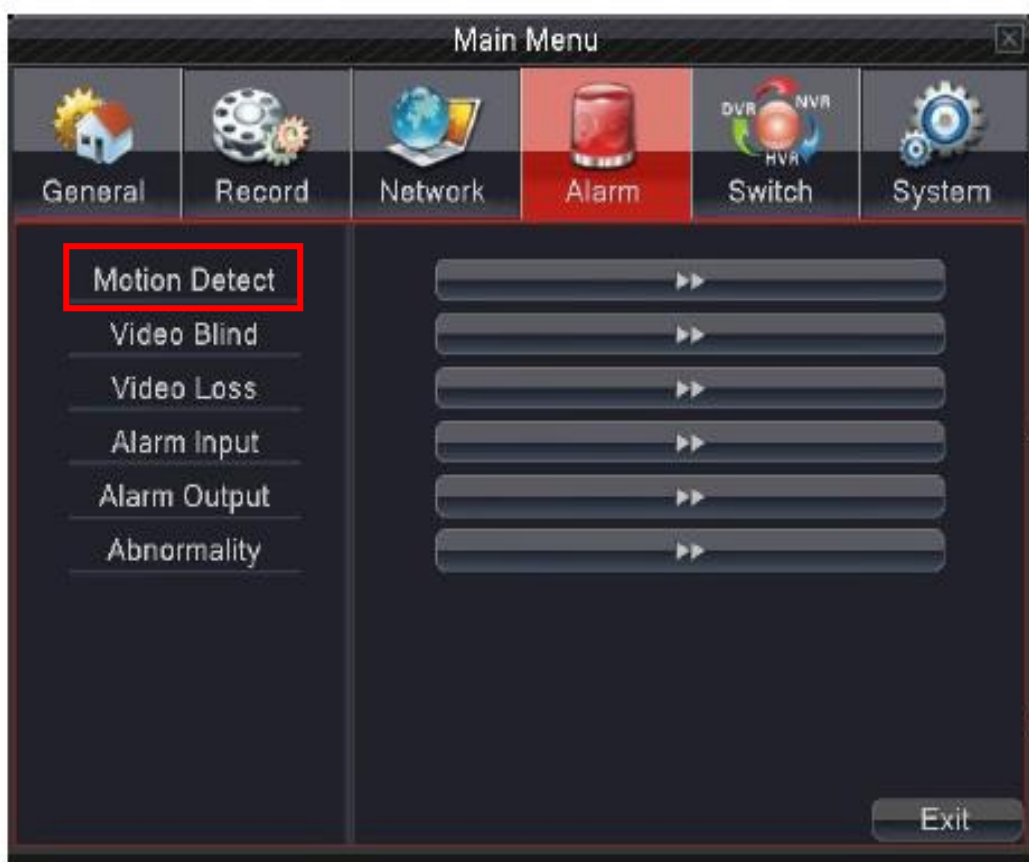 Main Menu
DVR NVR
HVR
General Record Network Alarm Switch System
Motion Detect
Video Blind
Video Loss
Alarm Input
Alarm Output
Abnormality
Exit